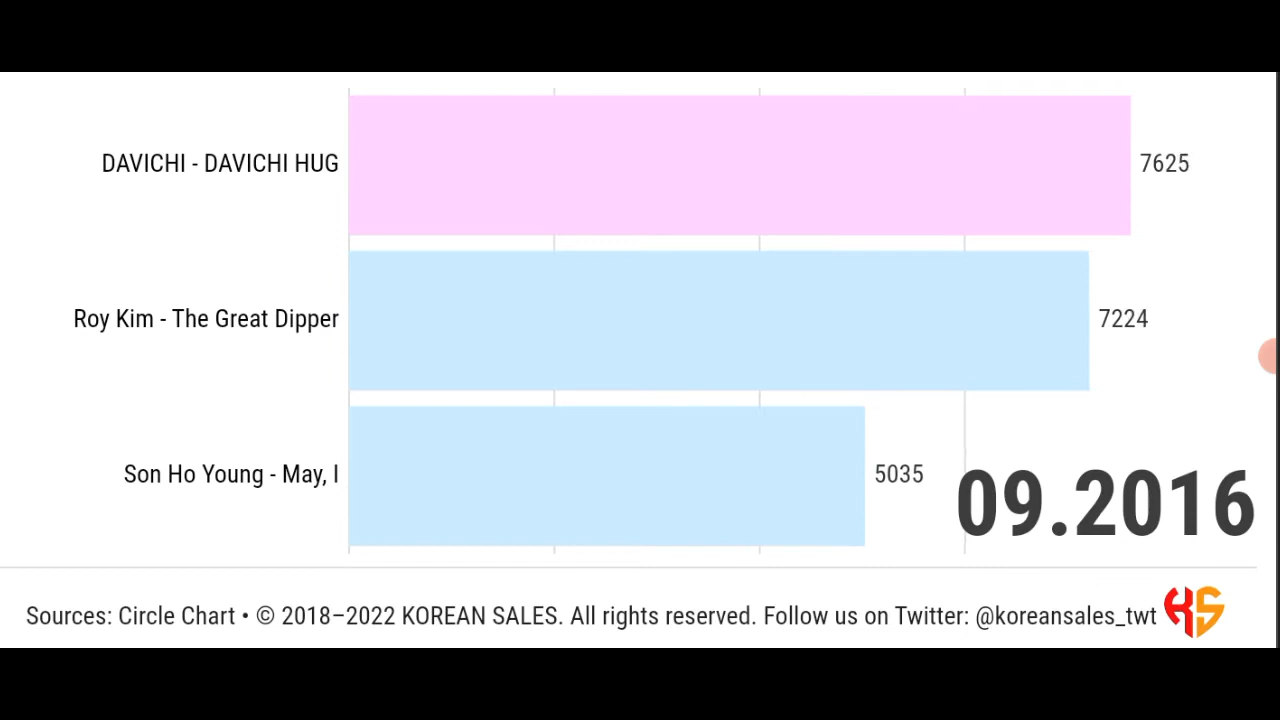 DAVICHI - DAVICHI HUG 7625
Roy Kim - The Great Dipper 7224
Son Ho Young - May, I 5035
09.2016
Sources: Circle Chart • © 2018–2022 KOREAN SALES. All rights reserved. Follow us on Twitter: @koreansales_twt KS